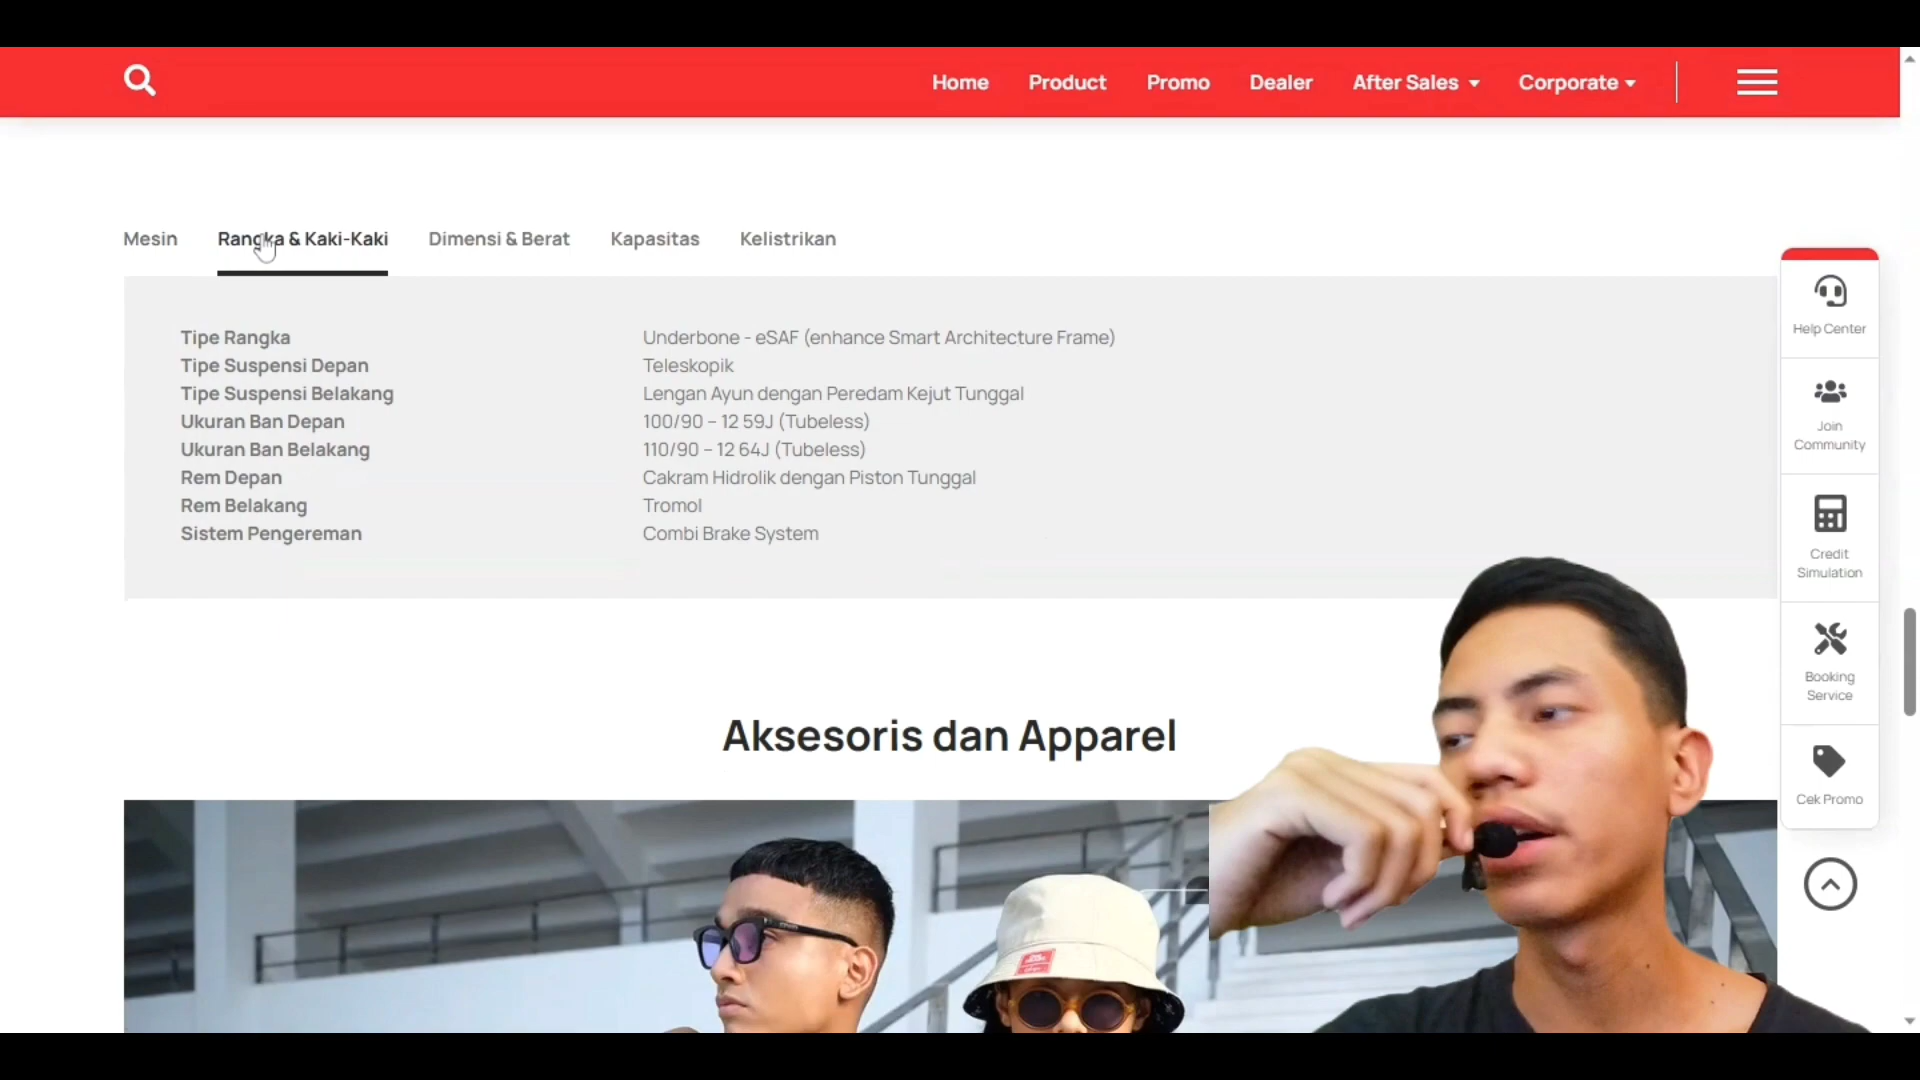 Home Product Promo Dealer After Sales Corporate
Mesin Rangka & Kaki-Kaki Dimensi & Berat Kapasitas Kelistrikan
Tipe Rangka Underbone - eSAF (enhance Smart Architecture Frame)
Tipe Suspensi Depan Teleskopik
Tipe Suspensi Belakang Lengan Ayun dengan Peredam Kejut Tunggal
Ukuran Ban Depan 100/90 – 12 59J (Tubeless)
Ukuran Ban Belakang 110/90 – 12 64J (Tubeless)
Rem Depan Cakram Hidrolik dengan Piston Tunggal
Rem Belakang Tromol
Sistem Pengereman Combi Brake System
Aksesoris dan Apparel
Help Center
Join
Community
Credit
Simulation
Booking
Service
Cek Promo